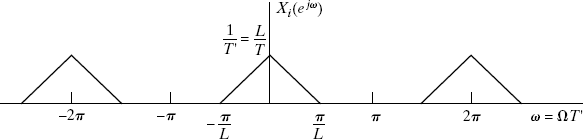 X_i(e^{jω})
1/T' = L/T
−2π −π −π/L π/L π 2π ω = ΩT'